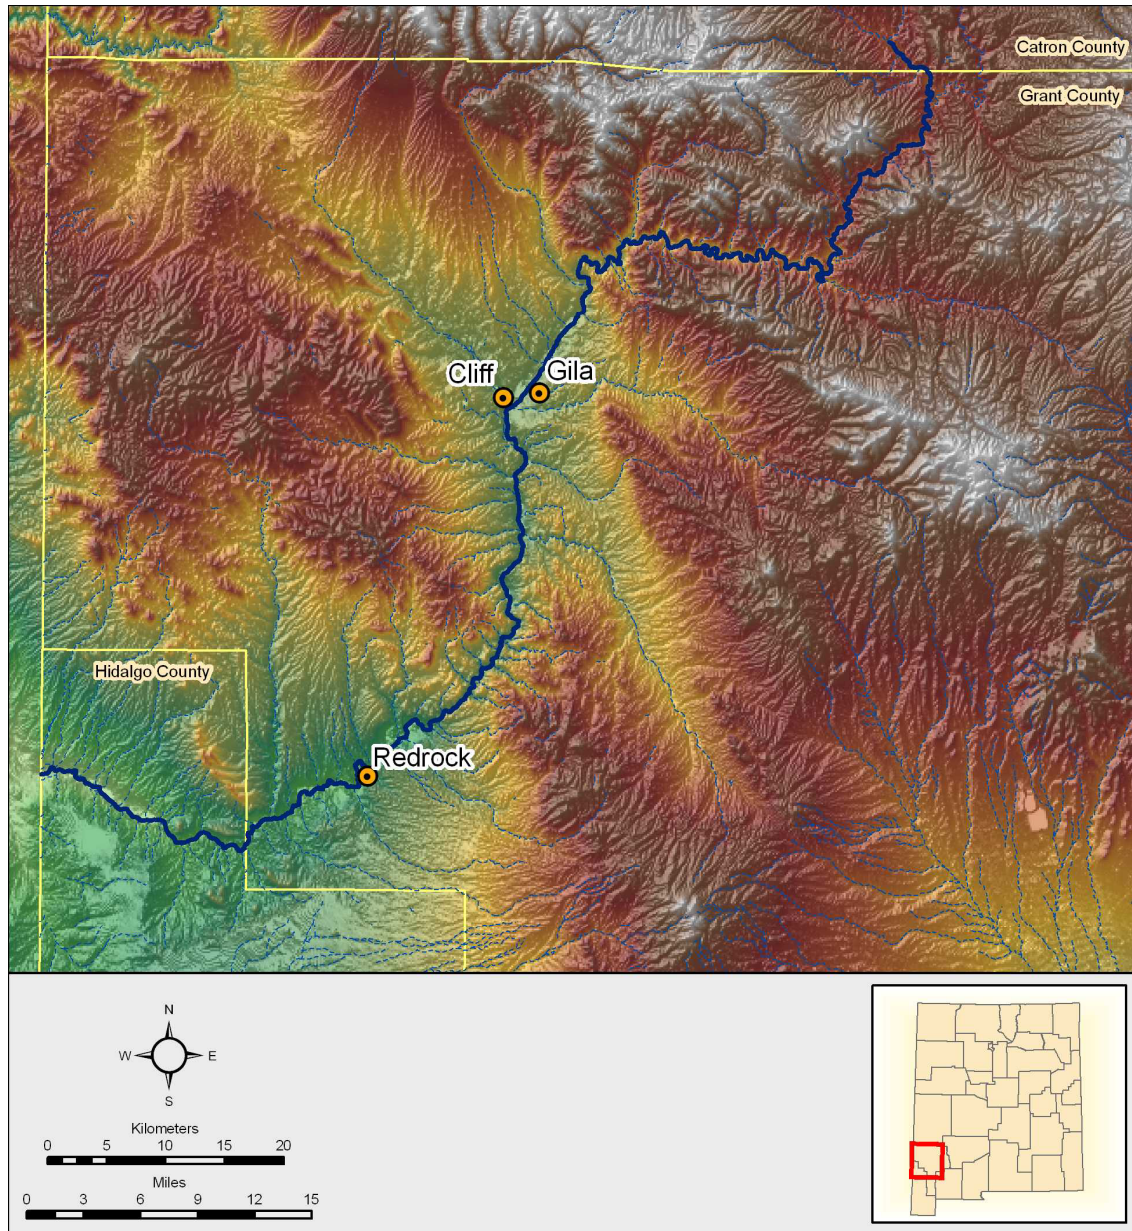 Catron County
Grant County
Cliff
Gila
Hidalgo County
Redrock
N
W
E
S
Kilometers
0 5 10 15 20
Miles
0 3 6 9 12 15